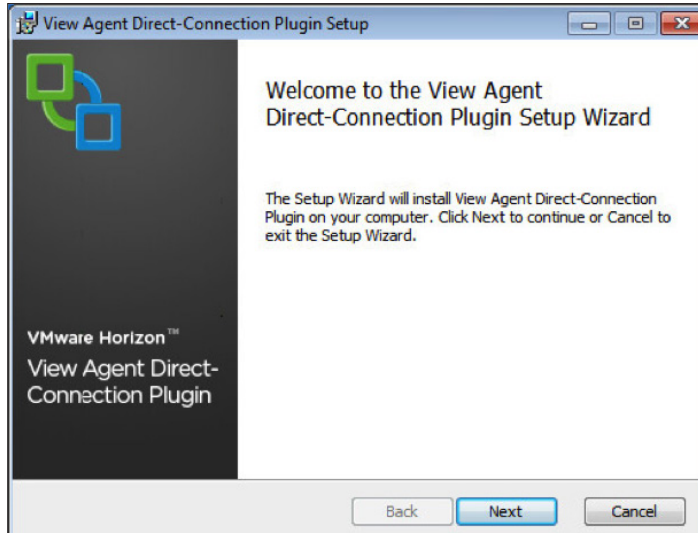 View Agent Direct-Connection Plugin Setup
Welcome to the View Agent
Direct-Connection Plugin Setup Wizard
The Setup Wizard will install View Agent Direct-Connection
Plugin on your computer. Click Next to continue or Cancel to
exit the Setup Wizard.
VMware Horizon™
View Agent Direct-
Connection Plugin
Back
Next
Cancel